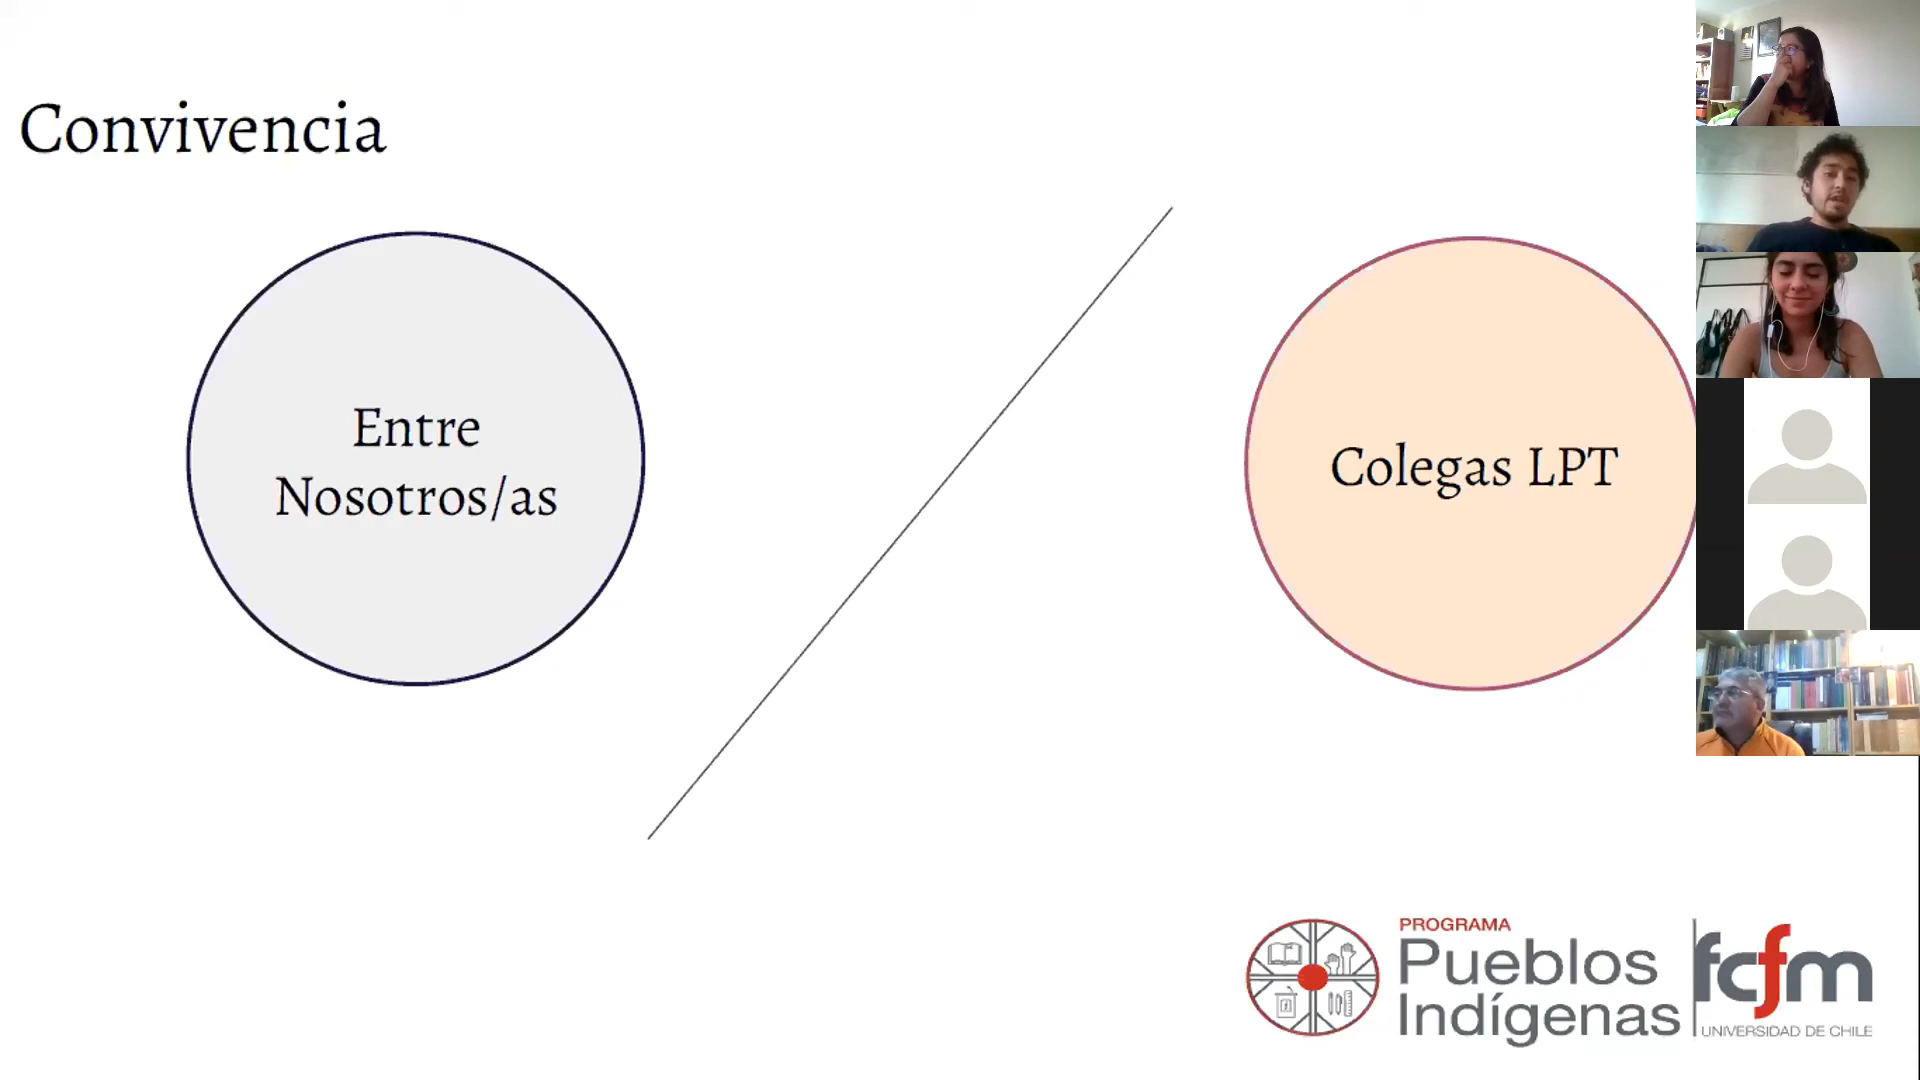 Convivencia
Entre
Nosotros/as
Colegas LPT
PROGRAMA
Pueblos
Indígenas
fcfm
UNIVERSIDAD DE CHILE